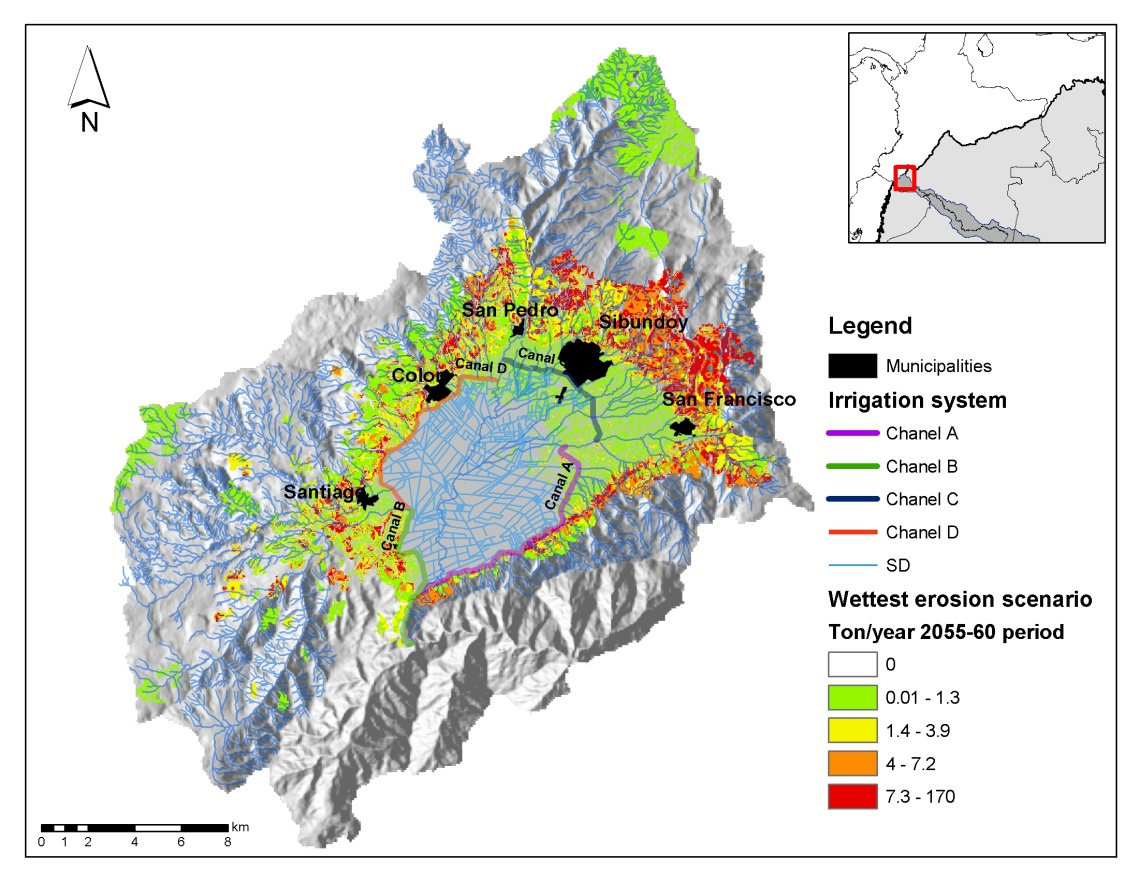 N
San Pedro
Sibundoy
Canal
Canal D
Colon
San Francisco
Santiago
Canal A
Canal B
Legend
Municipalities
Irrigation system
Chanel A
Chanel B
Chanel C
Chanel D
SD
Wettest erosion scenario
Ton/year 2055-60 period
0
0.01 - 1.3
1.4 - 3.9
4 - 7.2
7.3 - 170
km
0 1 2 4 6 8